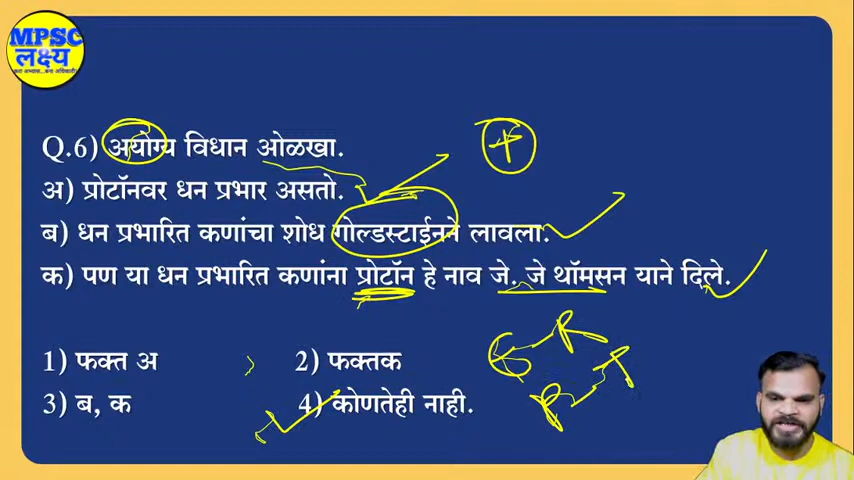 MPSC
लक्ष्य
Q.6) अयोग्य विधान ओळखा.
अ) प्रोटॉनवर धन प्रभार असतो.
ब) धन प्रभारित कणांचा शोध गोल्डस्टाईनने लावला.
क) पण या धन प्रभारित कणांना प्रोटॉन हे नाव जे. जे थॉमसन याने दिले.
1) फक्त अ
2) फक्तक
3) ब, क
4) कोणतेही नाही.